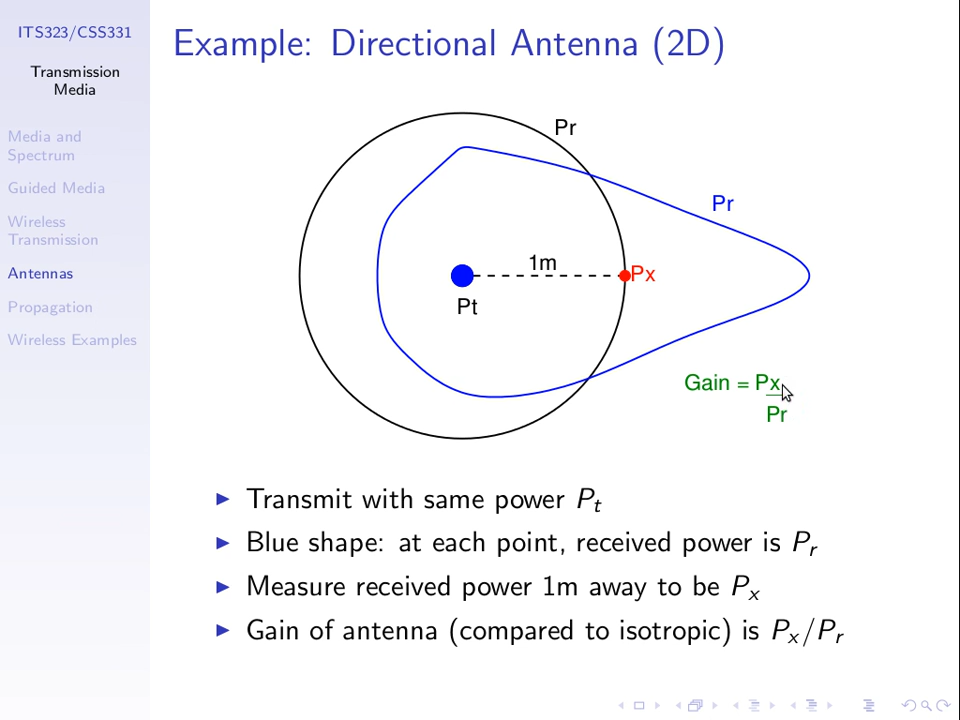 ITS323/CSS331
Transmission
Media
Media and
Spectrum
Guided Media
Wireless
Transmission
Antennas
Propagation
Wireless Examples
Example: Directional Antenna (2D)
Pr
Pr
1m
Px
Pt
Gain = Px
Pr
Transmit with same power Pt
Blue shape: at each point, received power is Pr
Measure received power 1m away to be Px
Gain of antenna (compared to isotropic) is Px/Pr